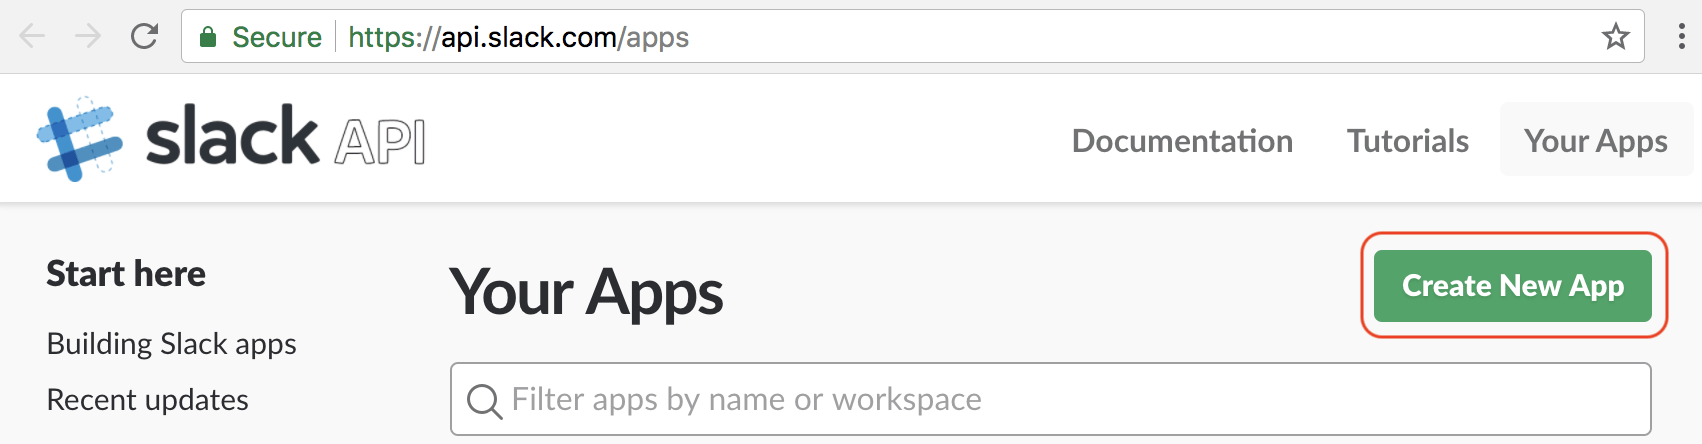 Secure https://api.slack.com/apps
slack API
Documentation Tutorials Your Apps
Start here
Building Slack apps
Recent updates
Your Apps
Create New App
Filter apps by name or workspace